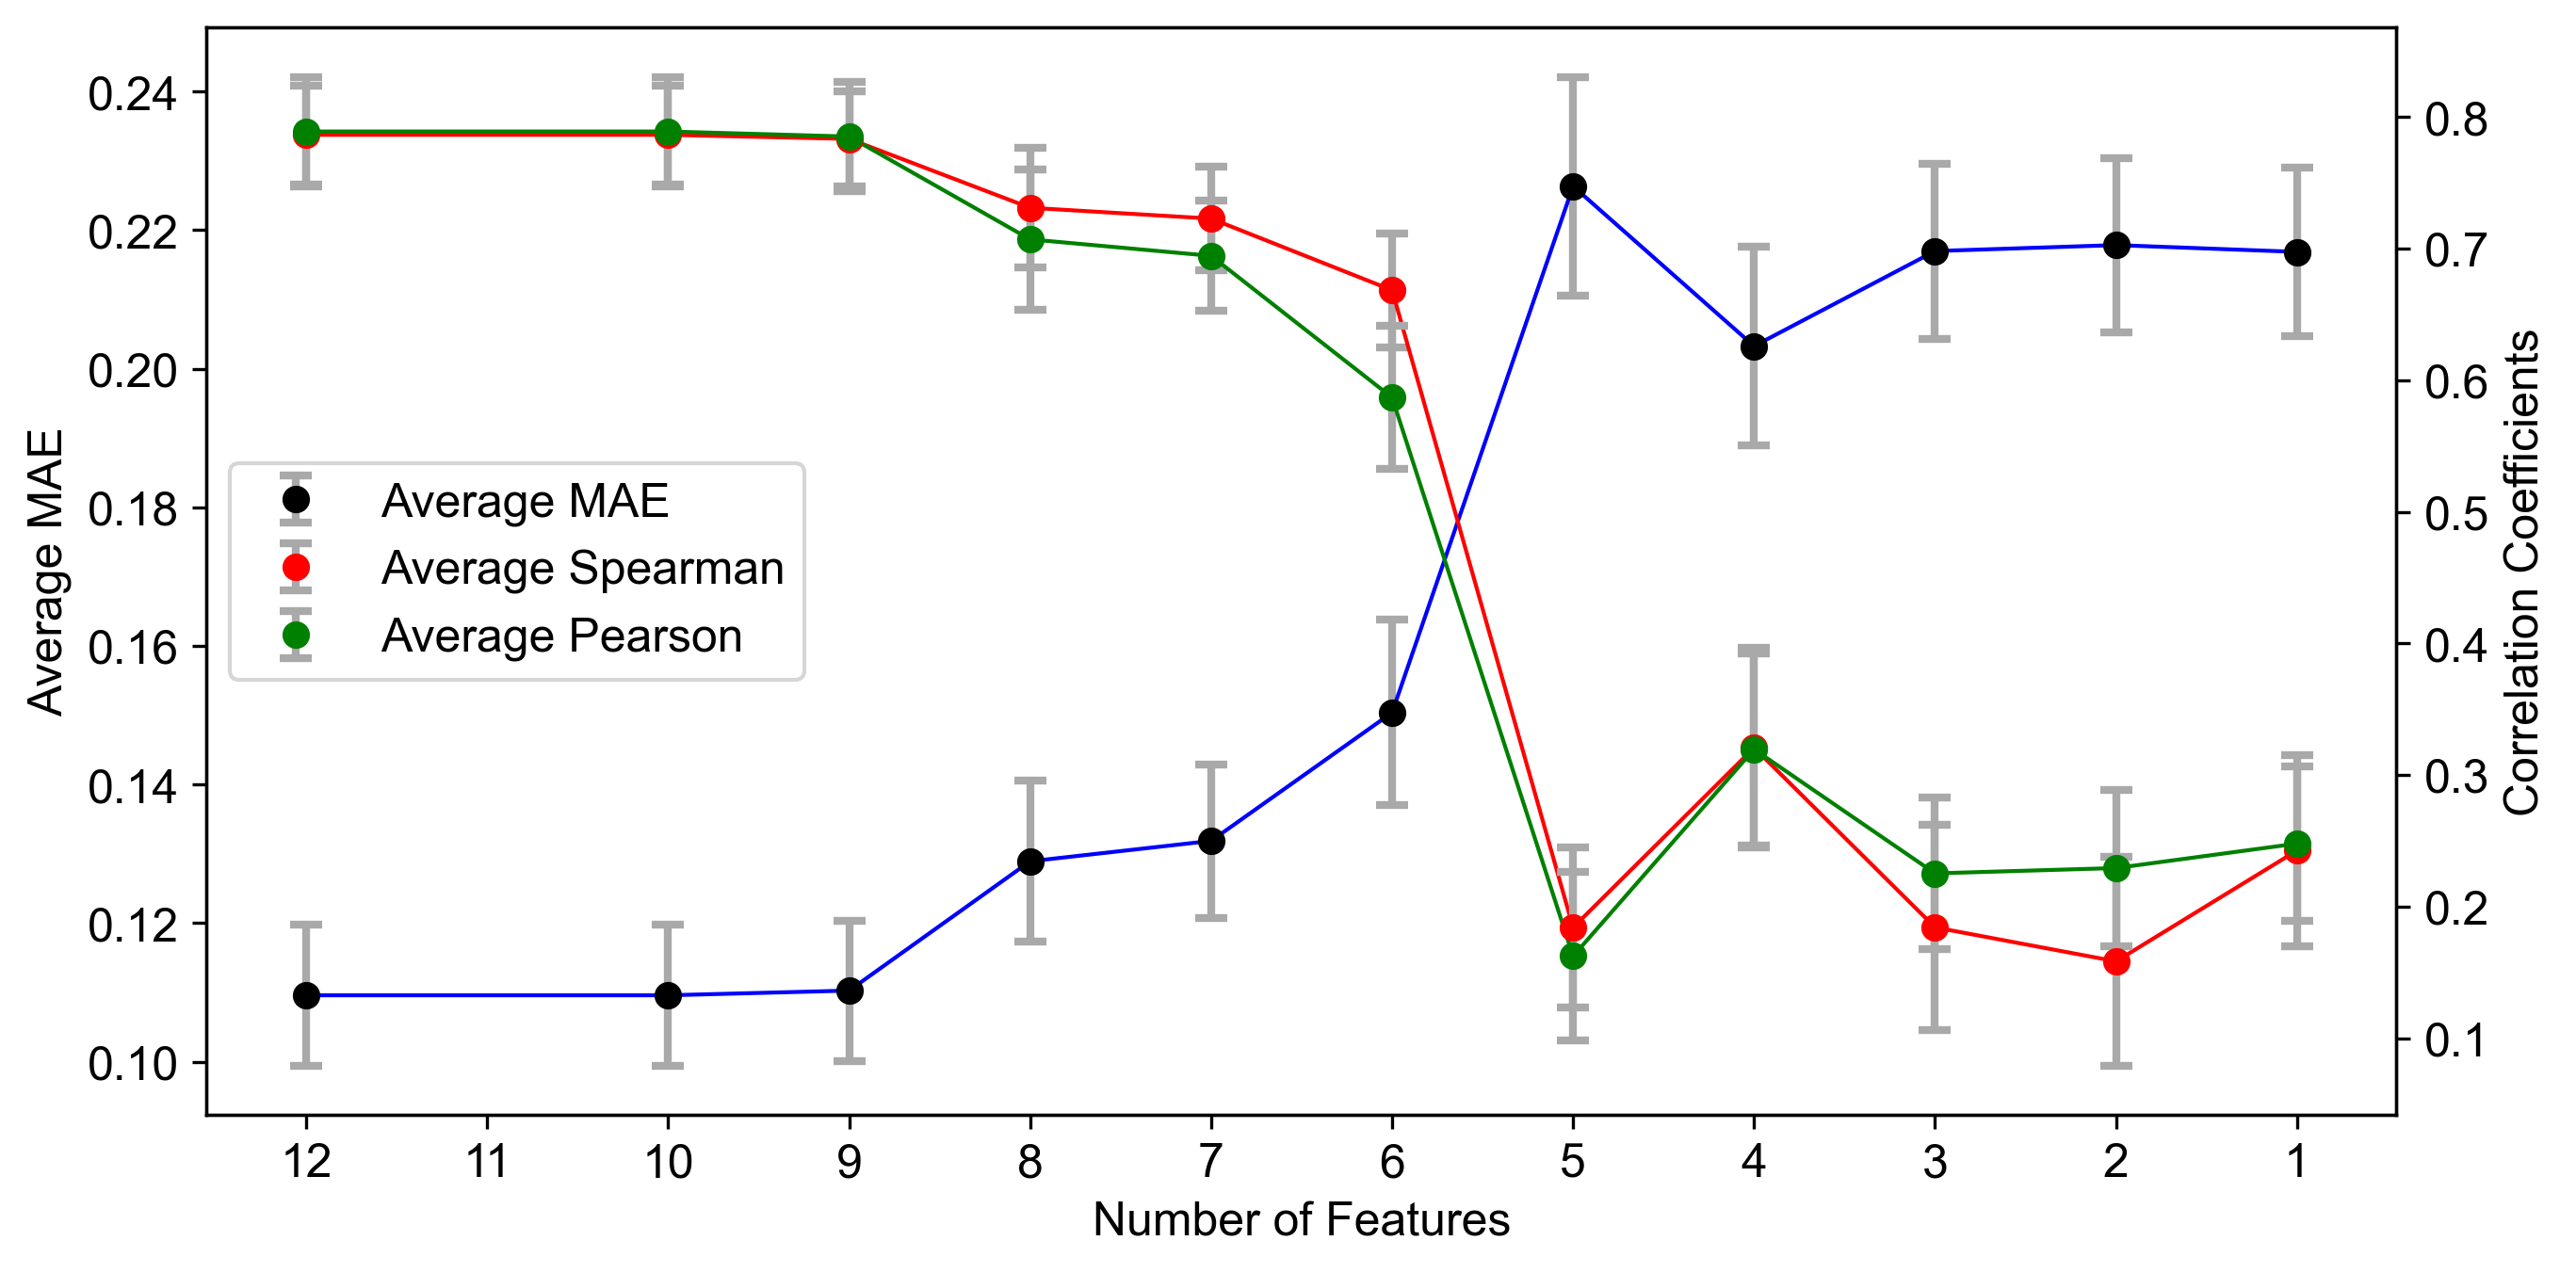 0.24
0.22
0.20
0.18
0.16
0.14
0.12
0.10
Average MAE
Average MAE
Average Spearman
Average Pearson
0.8
0.7
0.6
0.5
0.4
0.3
0.2
0.1
Correlation Coefficients
12 11 10 9 8 7 6 5 4 3 2 1
Number of Features